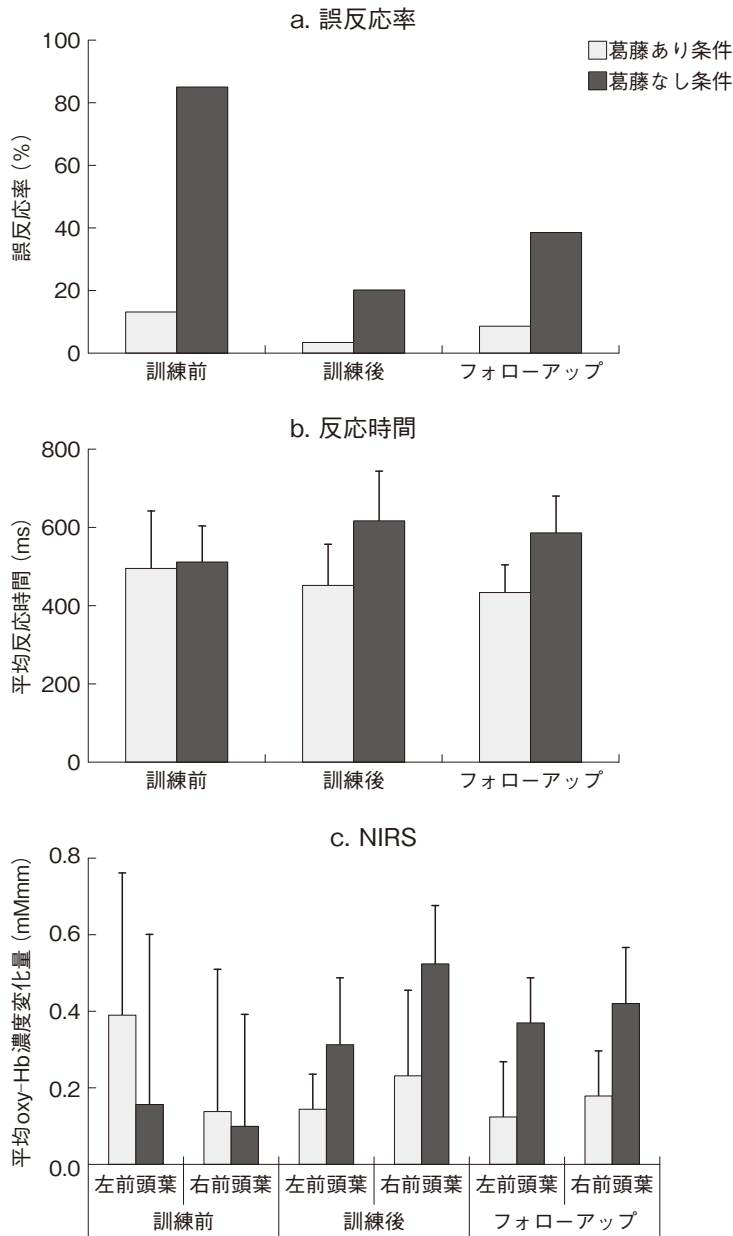 a. 誤反応率
葛藤あり条件
葛藤なし条件
誤反応率 (%)
100
80
60
40
20
0
訓練前 訓練後 フォローアップ
b. 反応時間
平均反応時間 (ms)
800
600
400
200
0
訓練前 訓練後 フォローアップ
c. NIRS
平均oxy-Hb濃度変化量 (mMmm)
0.8
0.6
0.4
0.2
0.0
左前頭葉 右前頭葉 左前頭葉 右前頭葉 左前頭葉 右前頭葉
訓練前 訓練後 フォローアップ